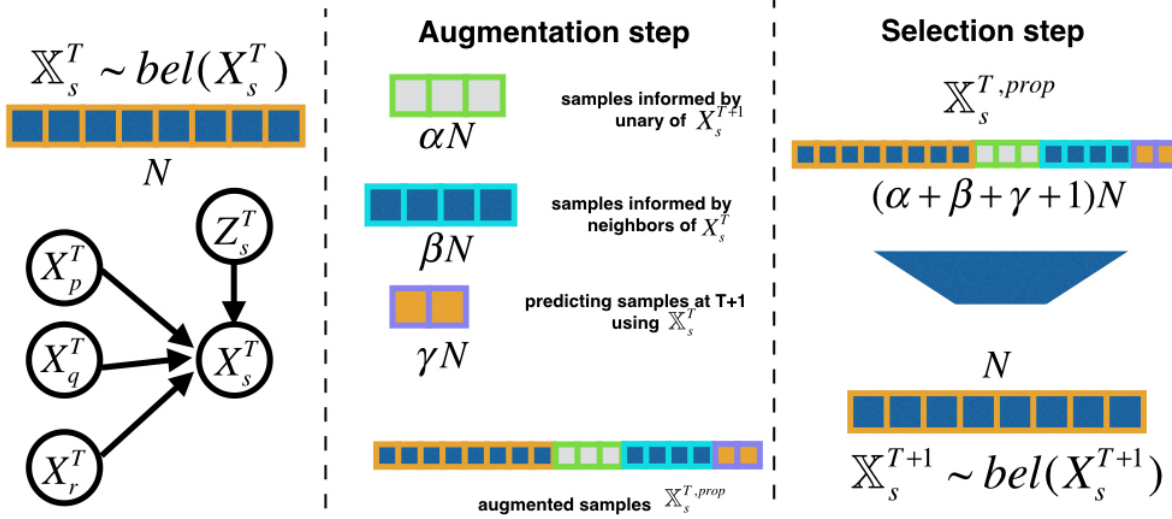 𝕏_s^T ~ bel(X_s^T)
N
Z_s^T
X_p^T
X_q^T
X_s^T
X_r^T
Augmentation step
αN
samples informed by
unary of X_s^{T+1}
βN
samples informed by
neighbors of X_s^T
γN
predicting samples at T+1
using 𝕏_s^T
augmented samples 𝕏_s^{T,prop}
Selection step
𝕏_s^{T,prop}
(α + β + γ + 1)N
N
𝕏_s^{T+1} ~ bel(X_s^{T+1})